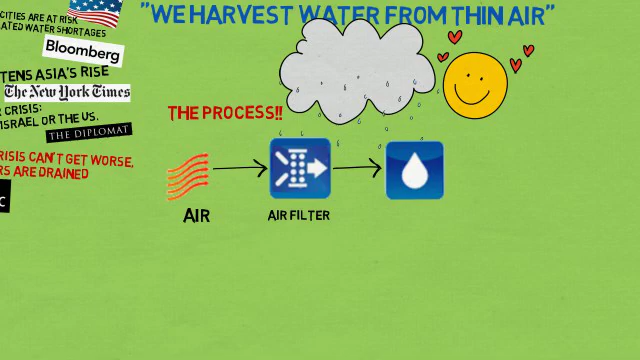 "WE HARVEST WATER FROM THIN AIR"
CITIES ARE AT RISK
ATED WATER SHORTAGES
Bloomberg
TENS ASIA'S RISE
The New York Times
CRISIS:
ISRAEL OR THE US.
THE DIPLOMAT
RISIS CAN'T GET WORSE,
RS ARE DRAINED
C
THE PROCESS!!
AIR
AIR FILTER